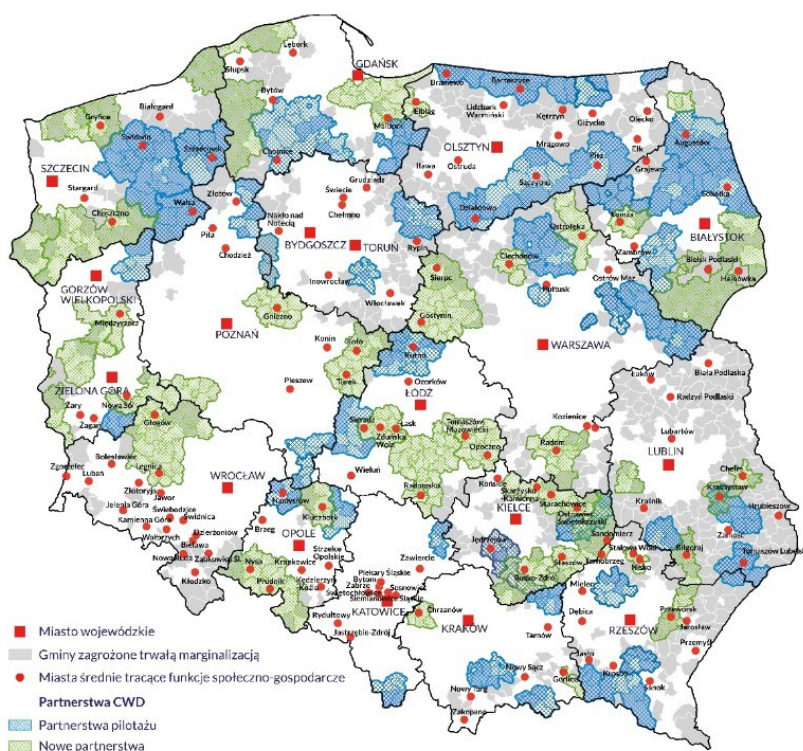 Lębork
Słupsk
GDAŃSK
Bytów
Braniewo
Bartoszyce
Elbląg
Malbork
Lidzbark
Warmiński
Kętrzyn
Giżycko
Olecko
Gryfice
Białogard
Świdwin
Szczecinek
Chojnice
OLSZTYN
Mrągowo
Ełk
Augustów
SZCZECIN
Stargard
Iława
Ostruda
Szczytno
Pisz
Grajewo
Choszczno
Wałcz
Złotów
Świecie
Grudziądz
Chełmno
Działdowo
Sokółka
Piła
Nakło nad
Notecią
BYDGOSZCZ
TORUŃ
Rypin
Ostrołęka
Łomża
BIAŁYSTOK
Chodzież
Ciechanów
Zambrów
Bielsk Podlaski
Hajnówka
GORZÓW
WIELKOPOLSKI
Inowrocław
Włocławek
Sierpc
Ostrów Maz.
Pułtusk
Międzyrzecz
Gniezno
Gostynin
POZNAŃ
Konin
Koło
Kutno
WARSZAWA
ZIELONA GÓRA
Nowa Sól
Turek
Pleszew
Ozorków
ŁÓDŹ
Łuków
Biała Podlaska
Radzyń Podlaski
Żary
Żagań
Głogów
Sieradz
Zduńska
Wola
Łask
Tomaszów
Mazowiecki
Opoczno
Kozienice
Radom
Lubartów
LUBLIN
Zgorzelec
Bolesławiec
Lubań
Legnica
Złotoryja
Jawor
WROCŁAW
Wieluń
Radomsko
Końskie
Skarżysko
Kamienna
Starachowice
Chełm
Krasnystaw
Kraśnik
Jelenia Góra
Kamienna Góra
Świebodzice
Świdnica
Wałbrzych
Dzierżoniów
Bielawa
Nowa Ruda
Ząbkowice Śl.
Kłodzko
Namysłów
Kluczbork
OPOLE
Brzeg
KIELCE
Ostrowiec
Świętokrzyski
Sandomierz
Hrubieszów
Zamość
Jędrzejów
Staszów
Tarnobrzeg
Stalowa Wola
Nisko
Biłgoraj
Tomaszów Lubelski
Nysa
Prudnik
Krapkowice
Strzelce
Opolskie
Kędzierzyn
Zawiercie
Piekary Śląskie
Bytom
Zabrze
Sosnowiec
Świętochłowice
Siemianowice Śląskie
KATOWICE
Chrzanów
Busko-Zdrój
Mielec
Dębica
RZESZÓW
Przeworsk
Jarosław
Przemyśl
KRAKÓW
Tarnów
Rydułtowy
Jastrzębie-Zdrój
Nowy Sącz
Gorlice
Jasło
Krosno
Sanok
Nowy Targ
Zakopane
Miasto wojewódzkie
Gminy zagrożone trwałą marginalizacją
Miasta średnie tracące funkcje społeczno-gospodarcze
Partnerstwa CWD
Partnerstwa pilotażu
Nowe partnerstwa